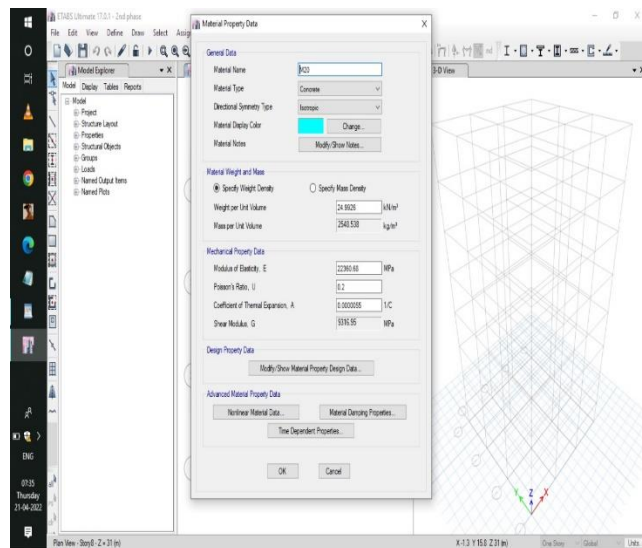 ETABS Ultimate 17.0.1 - 2nd phase
File Edit View Define Draw Select Assign
Model Explorer
Model Display Tables Reports
Model
Project
Structure Layout
Properties
Structural Objects
Groups
Loads
Named Output Items
Named Plots
Material Property Data X
General Data
Material Name M20
Material Type Concrete
Directional Symmetry Type Isotropic
Material Display Color Change...
Material Notes Modify/Show Notes...
Material Weight and Mass
Specify Weight Density Specify Mass Density
Weight per Unit Volume 24.9926 kN/m³
Mass per Unit Volume 2548.538 kg/m³
Mechanical Property Data
Modulus of Elasticity, E 22360.68 MPa
Poisson's Ratio, U 0.2
Coefficient of Thermal Expansion, A 0.0000055 1/C
Shear Modulus, G 9316.95 MPa
Design Property Data
Modify/Show Material Property Design Data...
Advanced Material Property Data
Nonlinear Material Data... Material Damping Properties...
Time Dependent Properties...
OK Cancel
3-D View
Y Z X
ENG
07:35
Thursday
21-04-2022
Plan View - Story8 - Z = 31 (m)
X -1.3 Y 15.8 Z 31 (m) One Story Global Units